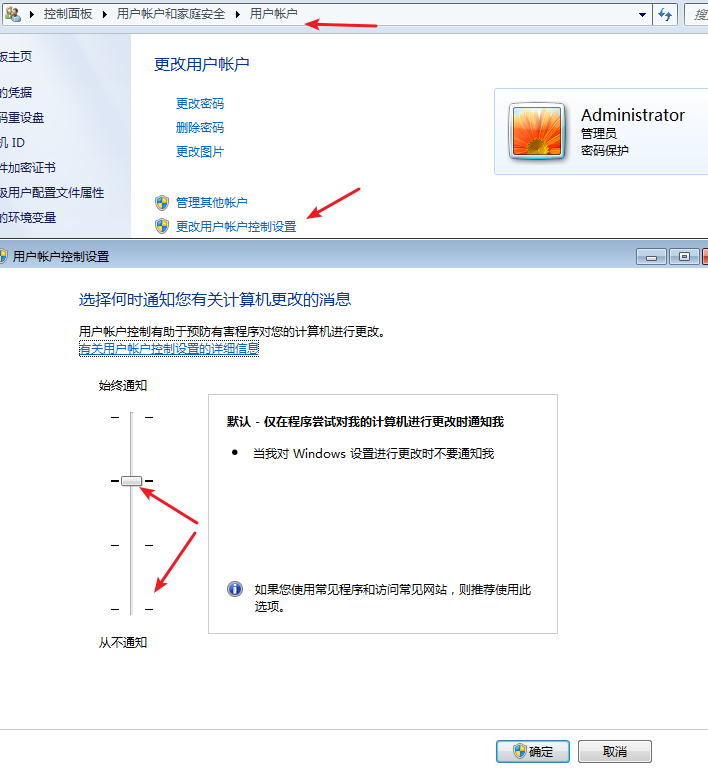 控制面板 用户帐户和家庭安全 用户帐户
板主页
更改用户帐户
的凭据
码重设盘
机 ID
件加密证书
级用户配置文件属性
的环境变量
更改密码
删除密码
更改图片
管理其他帐户
更改用户帐户控制设置
Administrator
管理员
密码保护
用户帐户控制设置
选择何时通知您有关计算机更改的消息
用户帐户控制有助于预防有害程序对您的计算机进行更改。
有关用户帐户控制设置的详细信息
始终通知
默认 - 仅在程序尝试对我的计算机进行更改时通知我
● 当我对 Windows 设置进行更改时不要通知我
如果您使用常见程序和访问常见网站，则推荐使用此
选项。
从不通知
确定
取消